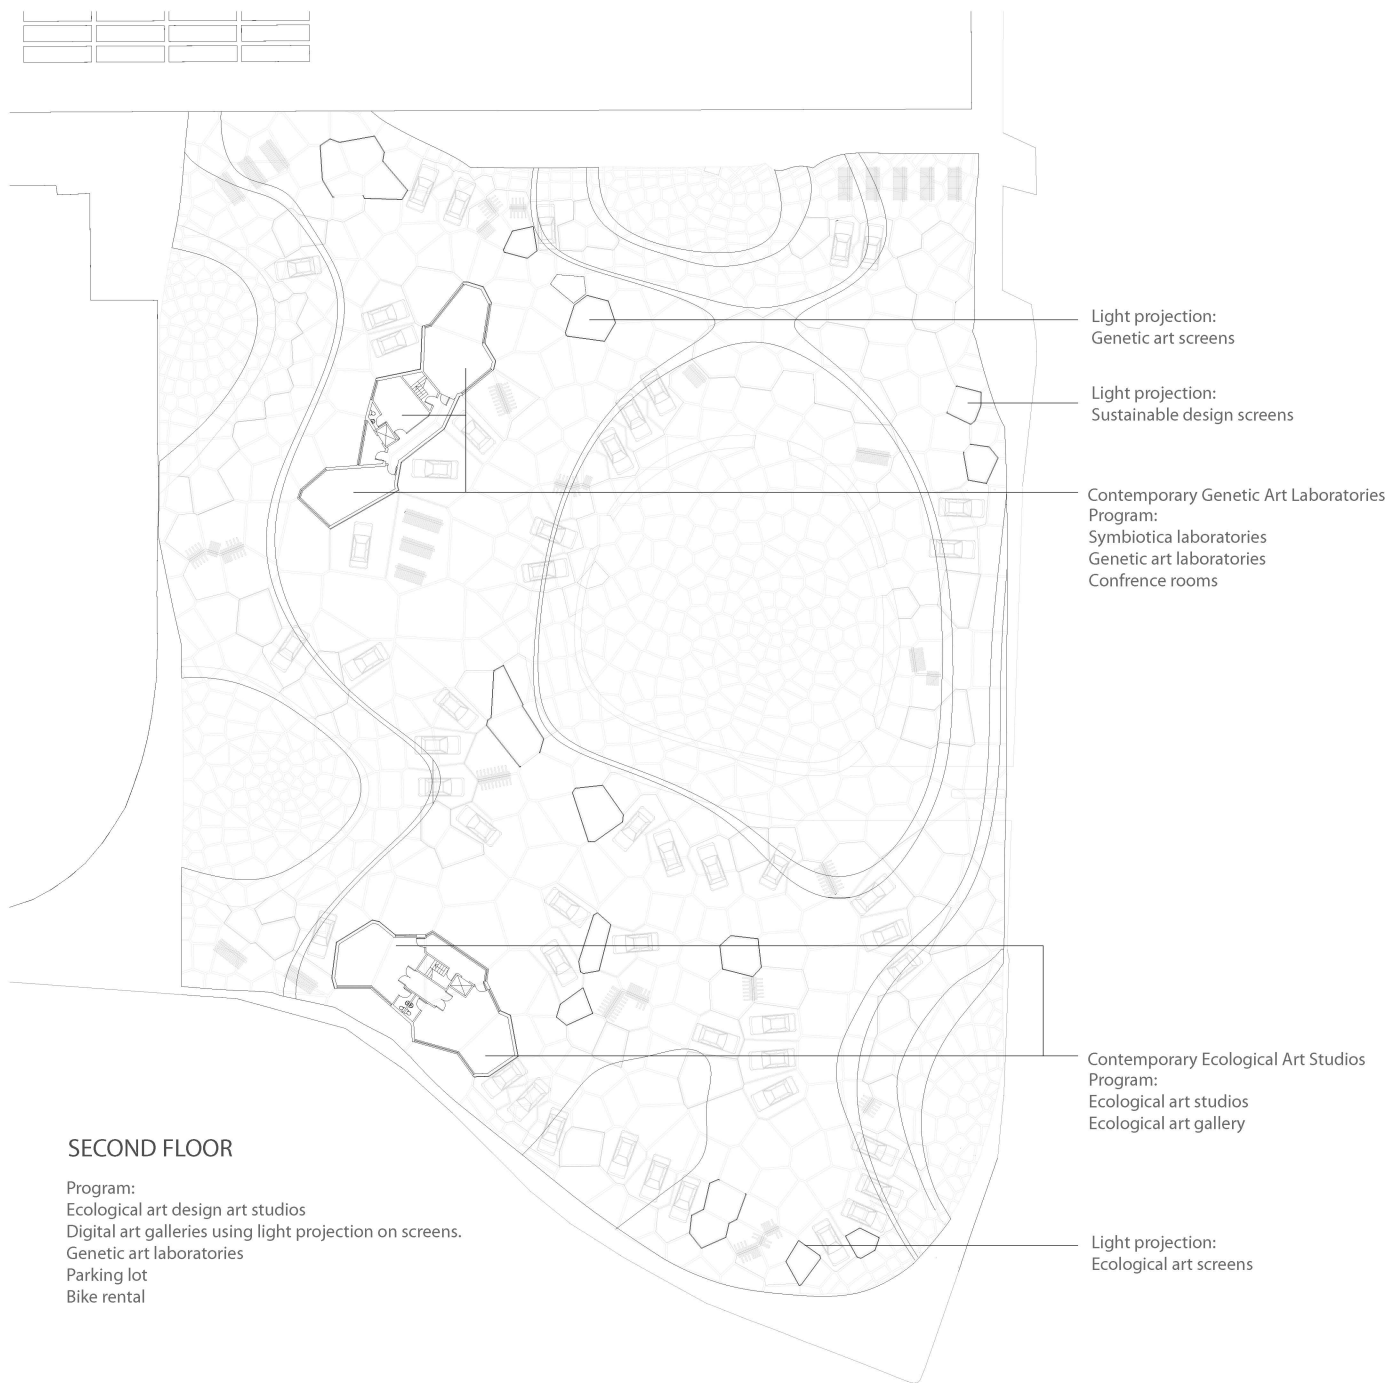 Light projection:
Genetic art screens
Light projection:
Sustainable design screens
Contemporary Genetic Art Laboratories
Program:
Symbiotica laboratories
Genetic art laboratories
Confrence rooms
Contemporary Ecological Art Studios
Program:
Ecological art studios
Ecological art gallery
SECOND FLOOR
Program:
Ecological art design art studios
Digital art galleries using light projection on screens.
Genetic art laboratories
Parking lot
Bike rental
Light projection:
Ecological art screens